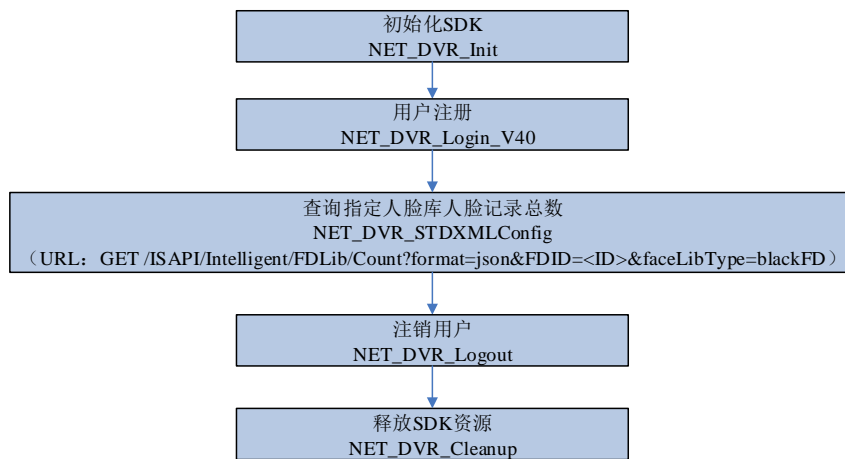 初始化SDK
NET_DVR_Init
用户注册
NET_DVR_Login_V40
查询指定人脸库人脸记录总数
NET_DVR_STDXMLConfig
（URL：GET /ISAPI/Intelligent/FDLib/Count?format=json&FDID=<ID>&faceLibType=blackFD）
注销用户
NET_DVR_Logout
释放SDK资源
NET_DVR_Cleanup